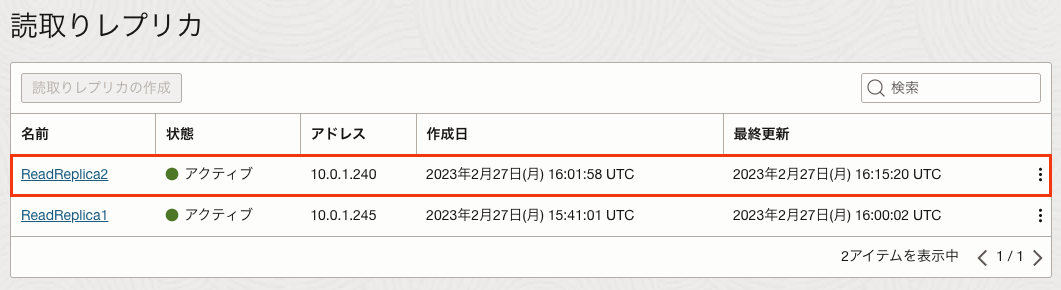 読取りレプリカ
読取りレプリカの作成 検索
名前 状態 アドレス 作成日 最終更新
ReadReplica2 アクティブ 10.0.1.240 2023年2月27日(月) 16:01:58 UTC 2023年2月27日(月) 16:15:20 UTC
ReadReplica1 アクティブ 10.0.1.245 2023年2月27日(月) 15:41:01 UTC 2023年2月27日(月) 16:00:02 UTC
2アイテムを表示中 1 / 1